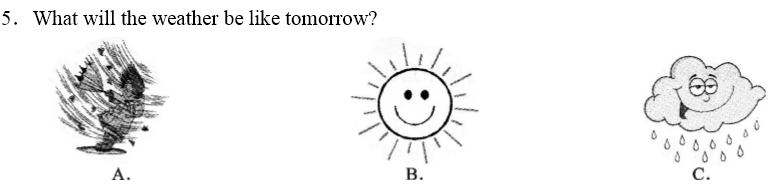 5. What will the weather be like tomorrow?
A. B. C.